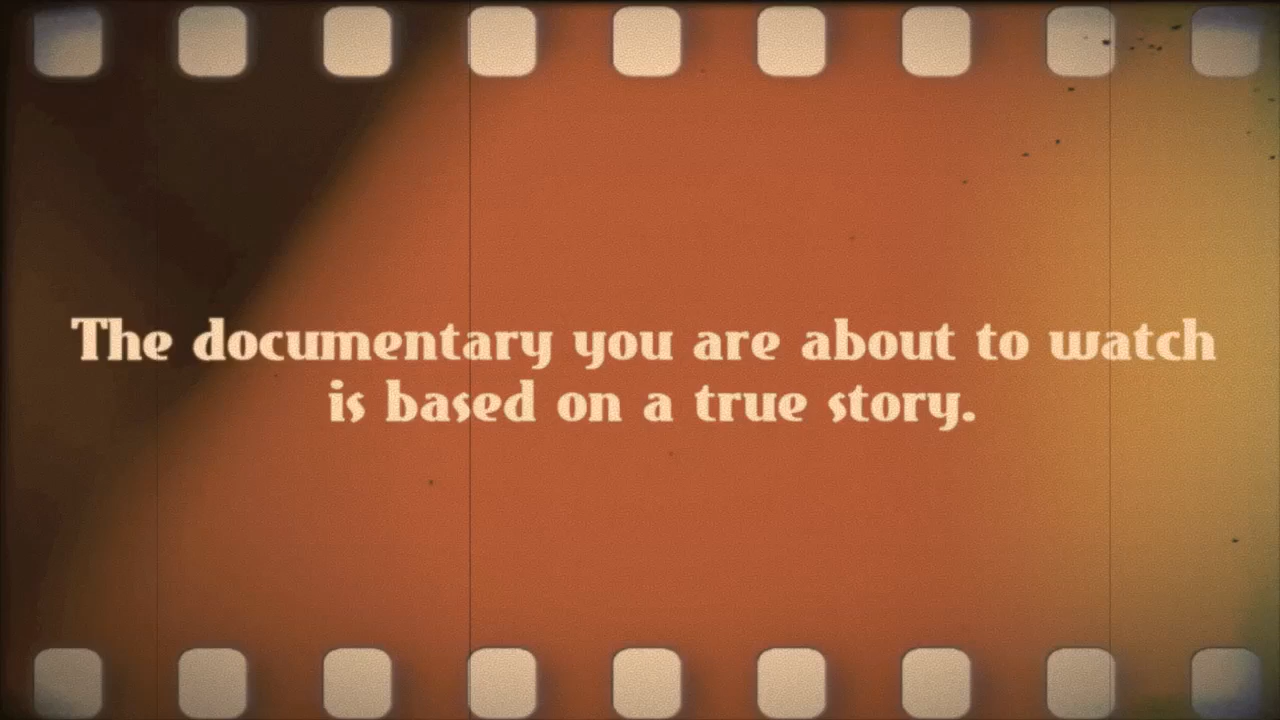 The documentary you are about to watch
is based on a true story.